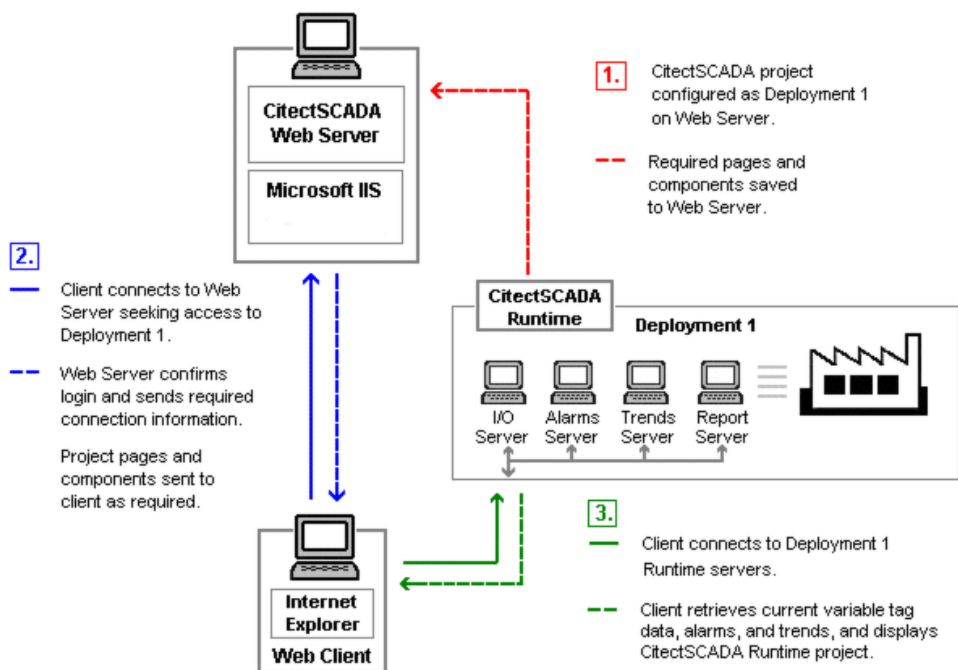 CitectSCADA
Web Server
Microsoft IIS
1.
CitectSCADA project
configured as Deployment 1
on Web Server.
Required pages and
components saved
to Web Server.
2.
Client connects to Web
Server seeking access to
Deployment 1.
Web Server confirms
login and sends required
connection information.
Project pages and
components sent to
client as required.
CitectSCADA
Runtime
Deployment 1
I/O
Server
Alarms
Server
Trends
Server
Report
Server
3.
Client connects to Deployment 1
Runtime servers.
Client retrieves current variable tag
data, alarms, and trends, and displays
CitectSCADA Runtime project.
Internet
Explorer
Web Client